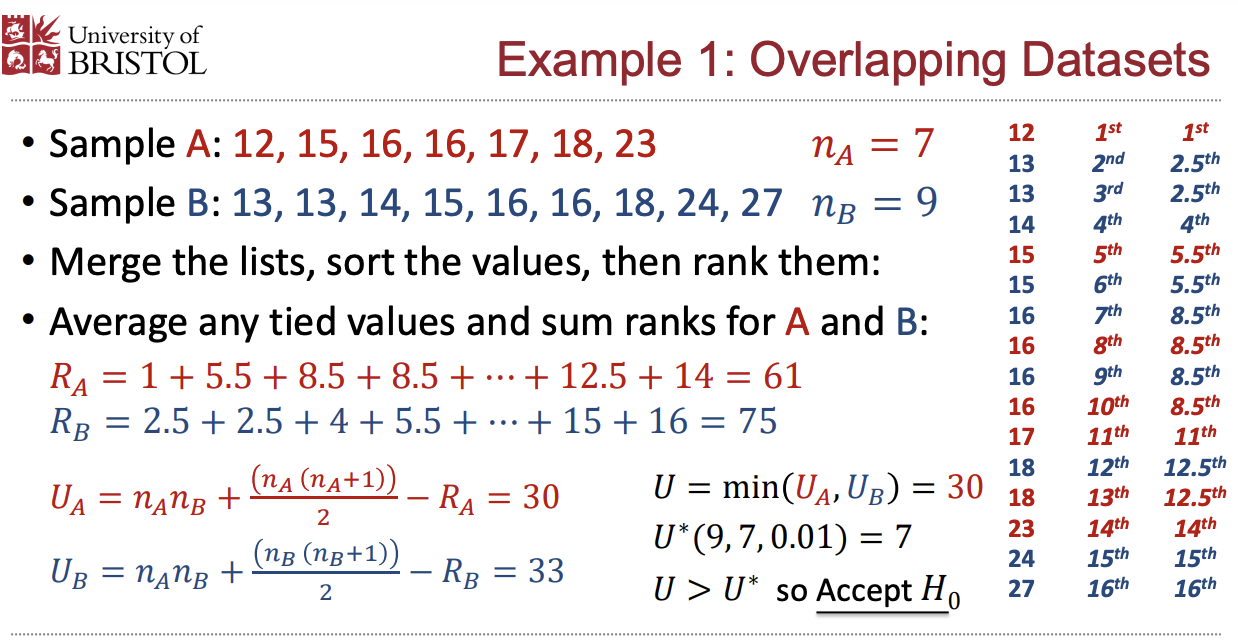 University of
BRISTOL
Example 1: Overlapping Datasets
• Sample A: 12, 15, 16, 16, 17, 18, 23 n_A = 7
• Sample B: 13, 13, 14, 15, 16, 16, 18, 24, 27 n_B = 9
• Merge the lists, sort the values, then rank them:
• Average any tied values and sum ranks for A and B:
R_A = 1 + 5.5 + 8.5 + 8.5 + ⋯ + 12.5 + 14 = 61
R_B = 2.5 + 2.5 + 4 + 5.5 + ⋯ + 15 + 16 = 75
U_A = n_A n_B + (n_A (n_A+1))/2 − R_A = 30
U_B = n_A n_B + (n_B (n_B+1))/2 − R_B = 33
U = min(U_A, U_B) = 30
U*(9, 7, 0.01) = 7
U > U* so Accept H_0
12 1st 1st
13 2nd 2.5th
13 3rd 2.5th
14 4th 4th
15 5th 5.5th
15 6th 5.5th
16 7th 8.5th
16 8th 8.5th
16 9th 8.5th
16 10th 8.5th
17 11th 11th
18 12th 12.5th
18 13th 12.5th
23 14th 14th
24 15th 15th
27 16th 16th